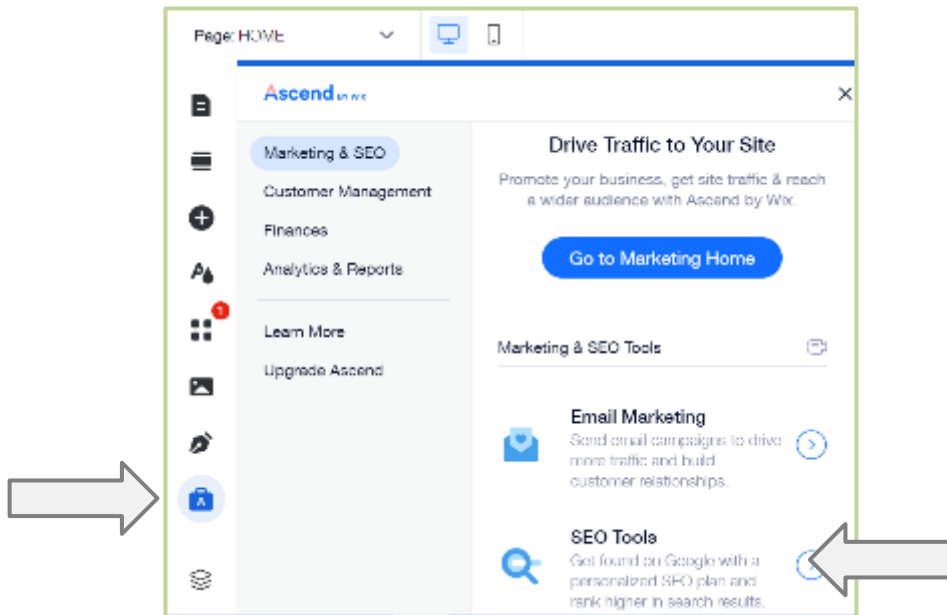 Page: HOME
Ascend BY WIX
Marketing & SEO
Customer Management
Finances
Analytics & Reports
Learn More
Upgrade Ascend
Drive Traffic to Your Site
Promote your business, get site traffic & reach
a wider audience with Ascend by Wix.
Go to Marketing Home
Marketing & SEO Tools
Email Marketing
Send email campaigns to drive
more traffic and build
customer relationships.
SEO Tools
Get found on Google with a
personalized SEO plan and
rank higher in search results.
1
A